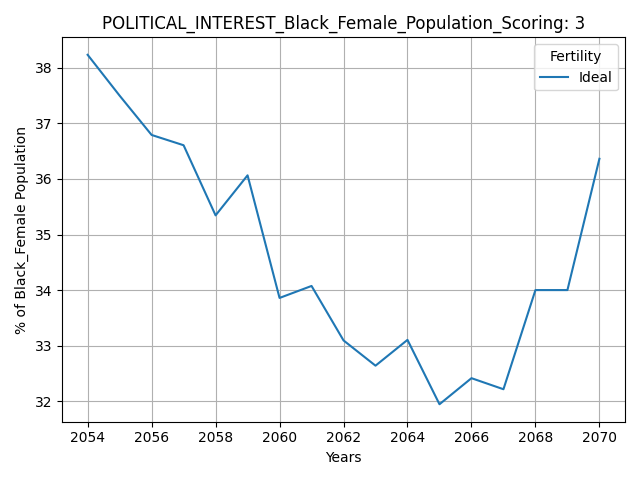 POLITICAL_INTEREST_Black_Female_Population_Scoring: 3
Fertility
Ideal
% of Black_Female Population
38
37
36
35
34
33
32
2054 2056 2058 2060 2062 2064 2066 2068 2070
Years